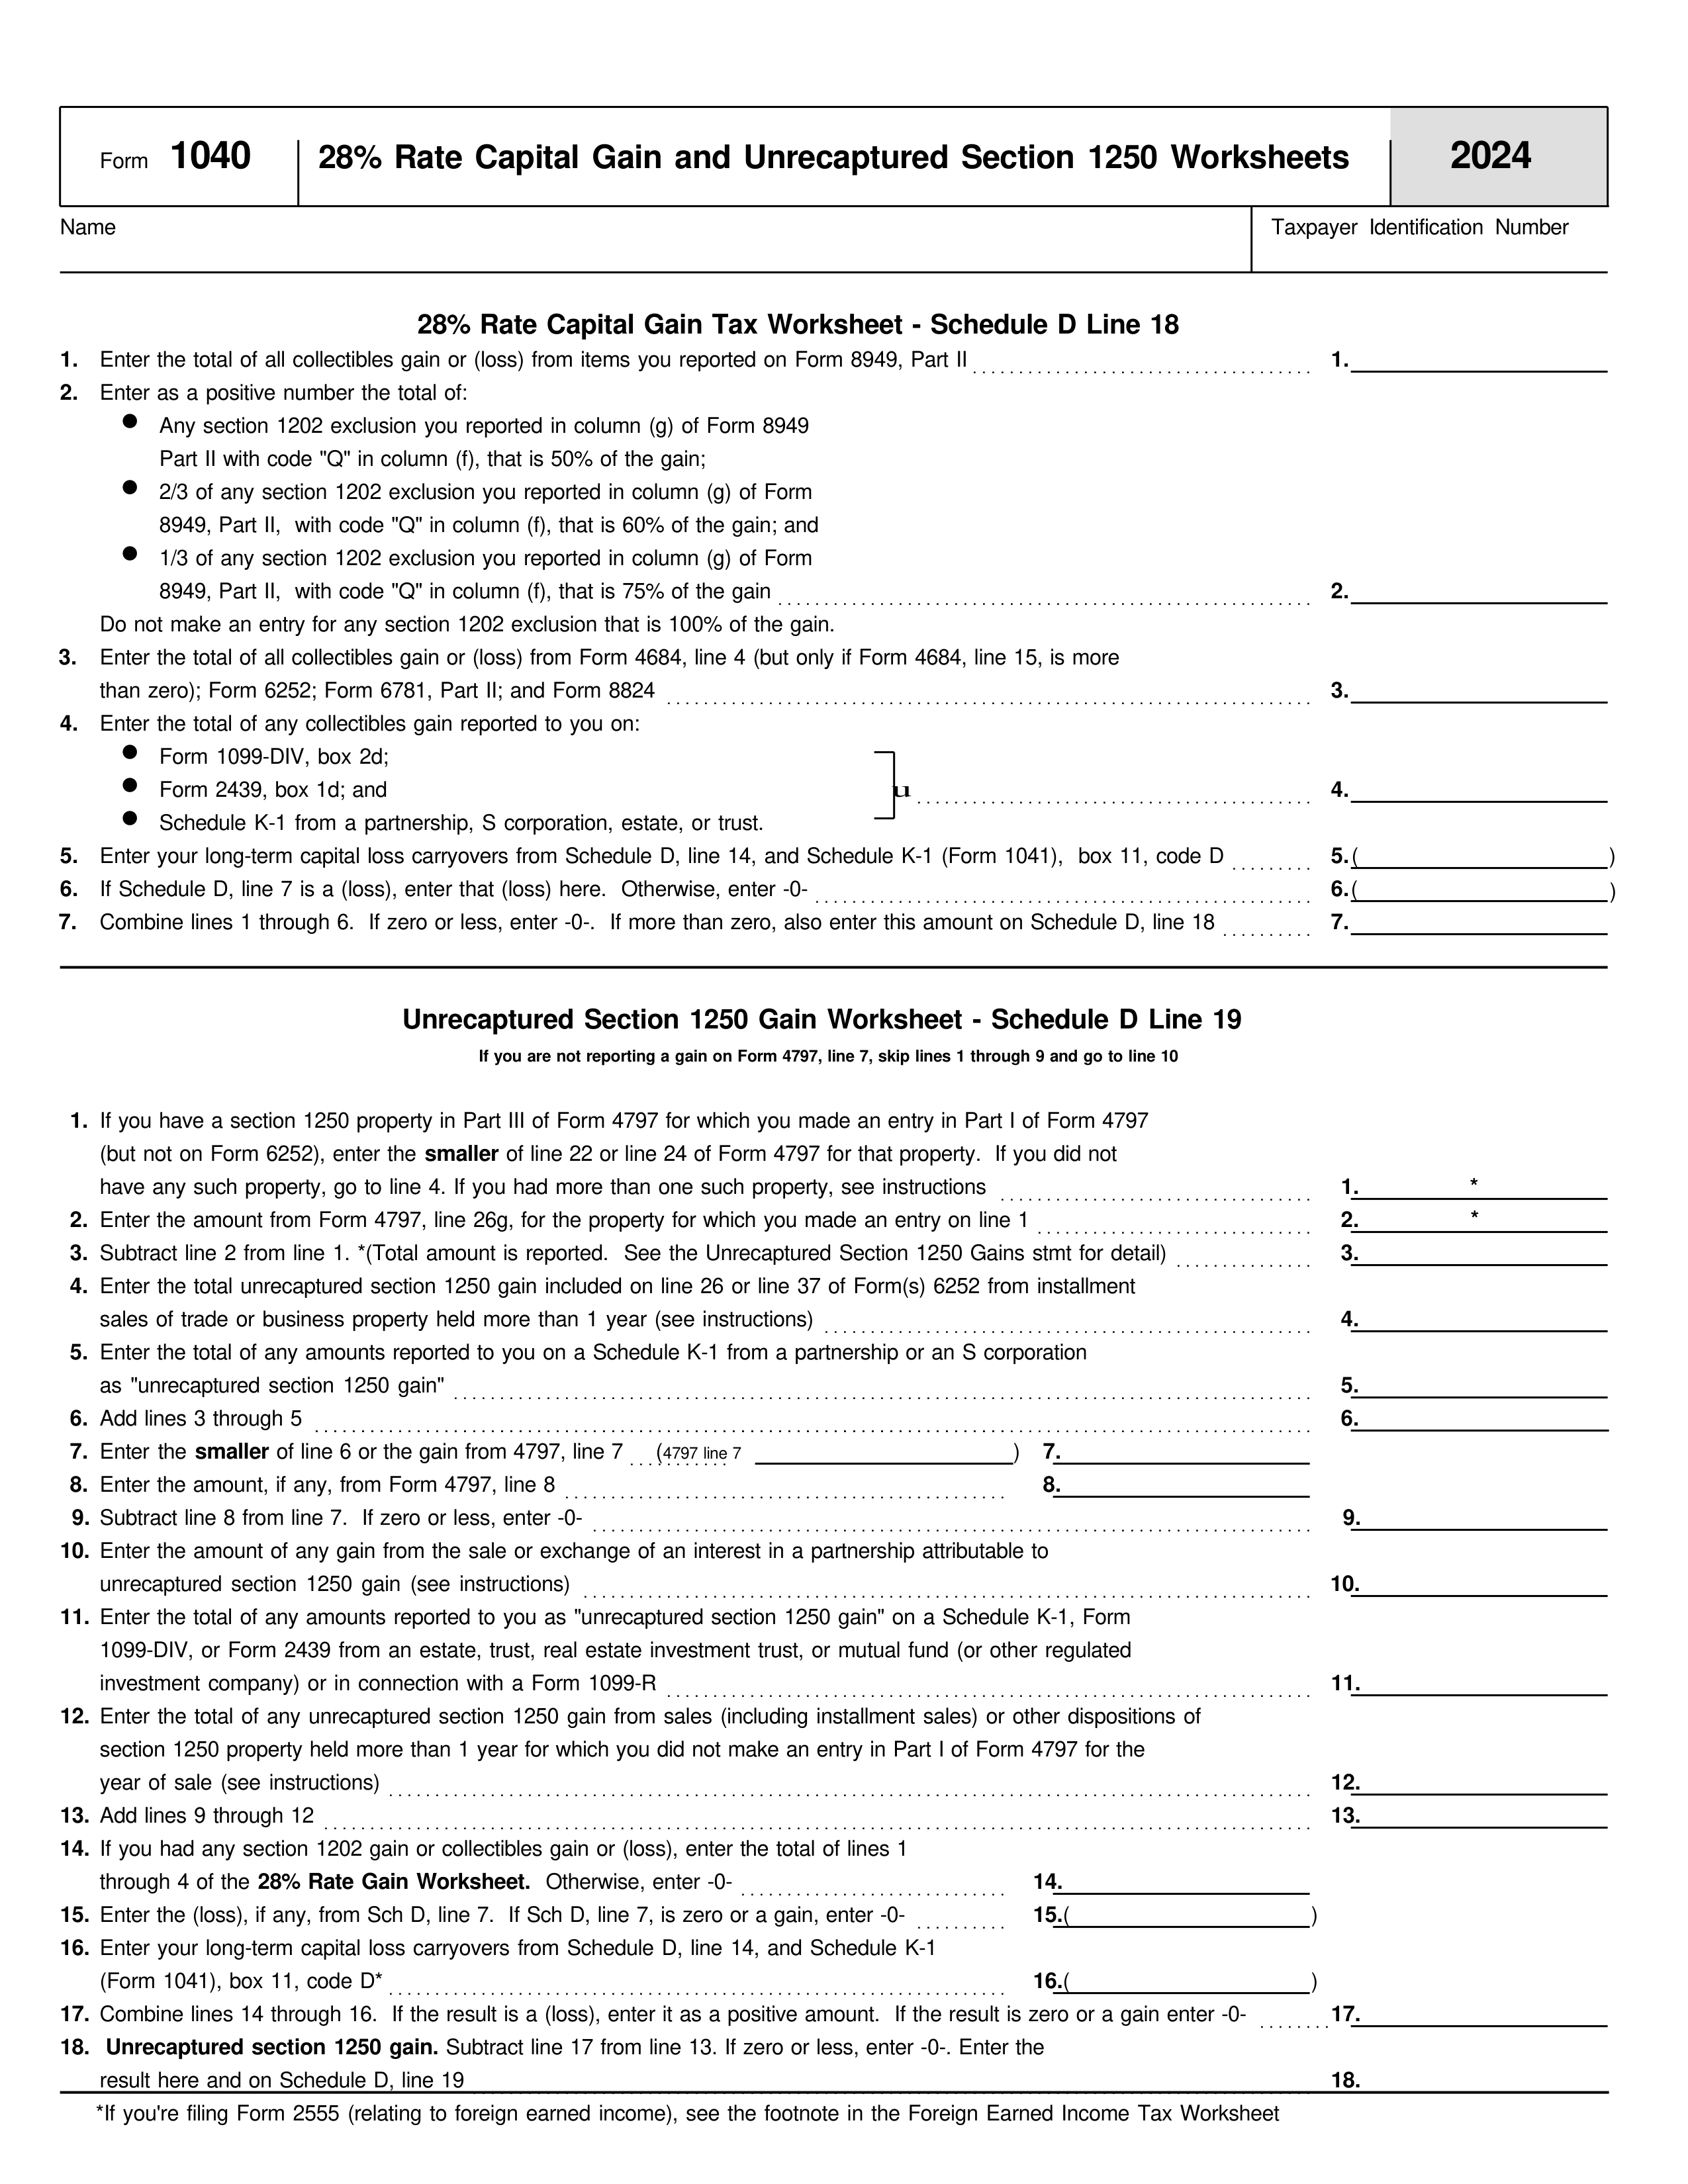 Form 1040 28% Rate Capital Gain and Unrecaptured Section 1250 Worksheets 2024
Name Taxpayer Identification Number
28% Rate Capital Gain Tax Worksheet - Schedule D Line 18
1. Enter the total of all collectibles gain or (loss) from items you reported on Form 8949, Part II 1.
2. Enter as a positive number the total of:
● Any section 1202 exclusion you reported in column (g) of Form 8949
Part II with code "Q" in column (f), that is 50% of the gain;
● 2/3 of any section 1202 exclusion you reported in column (g) of Form
8949, Part II, with code "Q" in column (f), that is 60% of the gain; and
● 1/3 of any section 1202 exclusion you reported in column (g) of Form
8949, Part II, with code "Q" in column (f), that is 75% of the gain 2.
Do not make an entry for any section 1202 exclusion that is 100% of the gain.
3. Enter the total of all collectibles gain or (loss) from Form 4684, line 4 (but only if Form 4684, line 15, is more
than zero); Form 6252; Form 6781, Part II; and Form 8824 3.
4. Enter the total of any collectibles gain reported to you on:
● Form 1099-DIV, box 2d;
● Form 2439, box 1d; and u 4.
● Schedule K-1 from a partnership, S corporation, estate, or trust.
5. Enter your long-term capital loss carryovers from Schedule D, line 14, and Schedule K-1 (Form 1041), box 11, code D 5. ( )
6. If Schedule D, line 7 is a (loss), enter that (loss) here. Otherwise, enter -0- 6. ( )
7. Combine lines 1 through 6. If zero or less, enter -0-. If more than zero, also enter this amount on Schedule D, line 18 7.
Unrecaptured Section 1250 Gain Worksheet - Schedule D Line 19
If you are not reporting a gain on Form 4797, line 7, skip lines 1 through 9 and go to line 10
1. If you have a section 1250 property in Part III of Form 4797 for which you made an entry in Part I of Form 4797
(but not on Form 6252), enter the smaller of line 22 or line 24 of Form 4797 for that property. If you did not
have any such property, go to line 4. If you had more than one such property, see instructions 1. *
2. Enter the amount from Form 4797, line 26g, for the property for which you made an entry on line 1 2. *
3. Subtract line 2 from line 1. *(Total amount is reported. See the Unrecaptured Section 1250 Gains stmt for detail) 3.
4. Enter the total unrecaptured section 1250 gain included on line 26 or line 37 of Form(s) 6252 from installment
sales of trade or business property held more than 1 year (see instructions) 4.
5. Enter the total of any amounts reported to you on a Schedule K-1 from a partnership or an S corporation
as "unrecaptured section 1250 gain" 5.
6. Add lines 3 through 5 6.
7. Enter the smaller of line 6 or the gain from 4797, line 7 (4797 line 7 ) 7.
8. Enter the amount, if any, from Form 4797, line 8 8.
9. Subtract line 8 from line 7. If zero or less, enter -0- 9.
10. Enter the amount of any gain from the sale or exchange of an interest in a partnership attributable to
unrecaptured section 1250 gain (see instructions) 10.
11. Enter the total of any amounts reported to you as "unrecaptured section 1250 gain" on a Schedule K-1, Form
1099-DIV, or Form 2439 from an estate, trust, real estate investment trust, or mutual fund (or other regulated
investment company) or in connection with a Form 1099-R 11.
12. Enter the total of any unrecaptured section 1250 gain from sales (including installment sales) or other dispositions of
section 1250 property held more than 1 year for which you did not make an entry in Part I of Form 4797 for the
year of sale (see instructions) 12.
13. Add lines 9 through 12 13.
14. If you had any section 1202 gain or collectibles gain or (loss), enter the total of lines 1
through 4 of the 28% Rate Gain Worksheet. Otherwise, enter -0- 14.
15. Enter the (loss), if any, from Sch D, line 7. If Sch D, line 7, is zero or a gain, enter -0- 15. ( )
16. Enter your long-term capital loss carryovers from Schedule D, line 14, and Schedule K-1
(Form 1041), box 11, code D* 16. ( )
17. Combine lines 14 through 16. If the result is a (loss), enter it as a positive amount. If the result is zero or a gain enter -0- 17.
18. Unrecaptured section 1250 gain. Subtract line 17 from line 13. If zero or less, enter -0-. Enter the
result here and on Schedule D, line 19 18.
*If you're filing Form 2555 (relating to foreign earned income), see the footnote in the Foreign Earned Income Tax Worksheet